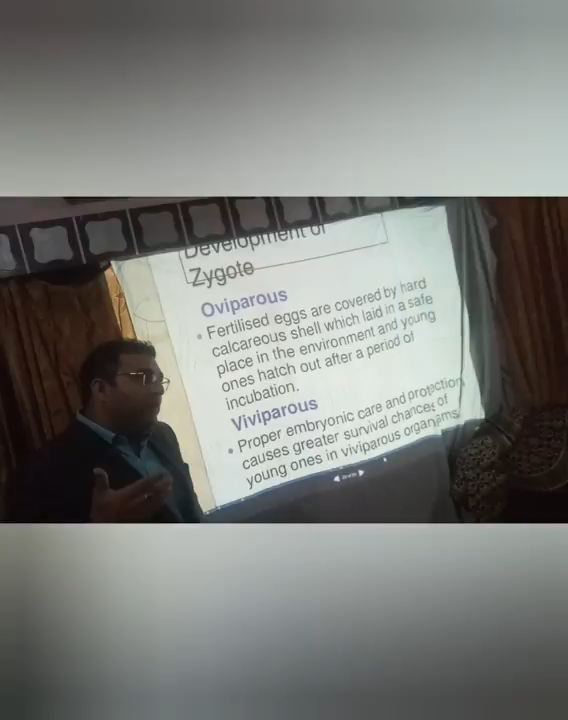 Development of
Zygote
Oviparous
• Fertilised eggs are covered by hard
calcareous shell which laid in a safe
place in the environment and young
ones hatch out after a period of
incubation.
Viviparous
• Proper embryonic care and protection
causes greater survival chances of
young ones in viviparous organisms.